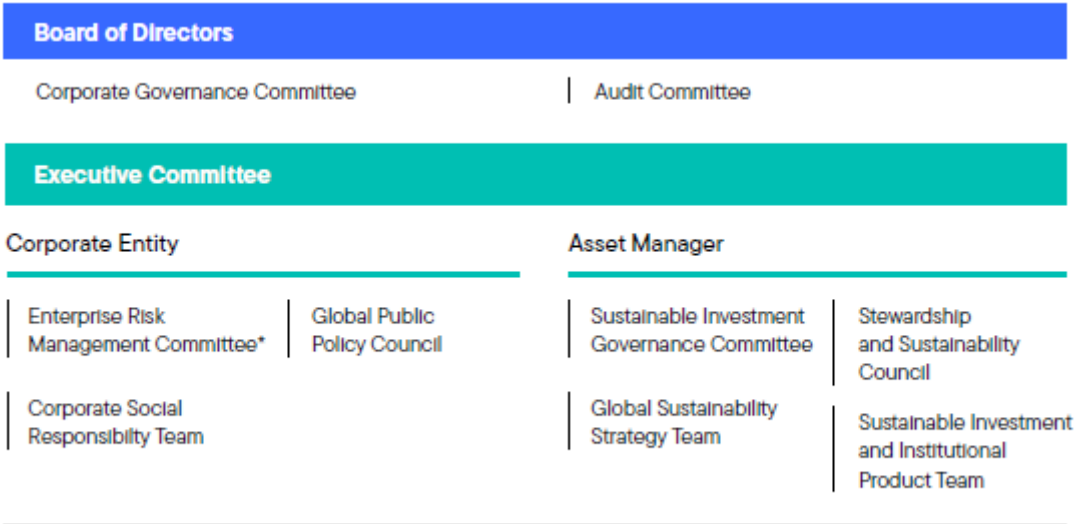 Board of Directors
Corporate Governance Committee
Audit Committee
Executive Committee
Corporate Entity
Asset Manager
Enterprise Risk
Management Committee*
Global Public
Policy Council
Sustainable Investment
Governance Committee
Stewardship
and Sustainability
Council
Corporate Social
Responsibilty Team
Global Sustainability
Strategy Team
Sustainable Investment
and Institutional
Product Team